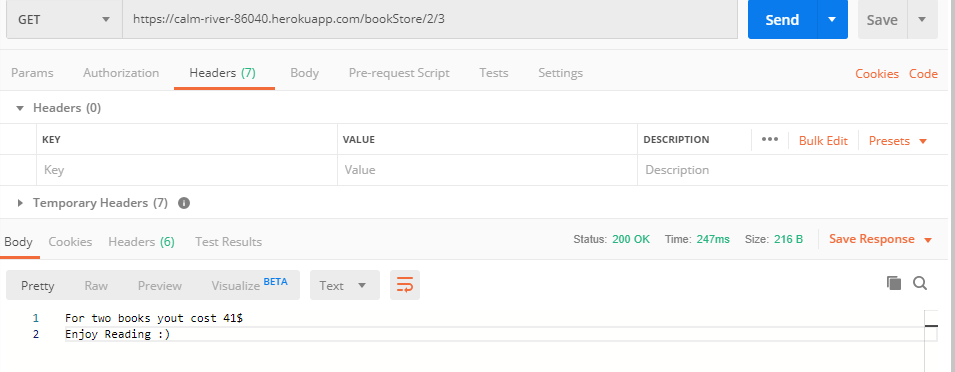 GET https://calm-river-86040.herokuapp.com/bookStore/2/3 Send Save
Params Authorization Headers (7) Body Pre-request Script Tests Settings Cookies Code
Headers (0)
KEY VALUE DESCRIPTION ••• Bulk Edit Presets
Key Value Description
Temporary Headers (7)
Body Cookies Headers (6) Test Results Status: 200 OK Time: 247ms Size: 216 B Save Response
Pretty Raw Preview Visualize BETA Text
1 For two books yout cost 41$
2 Enjoy Reading :)